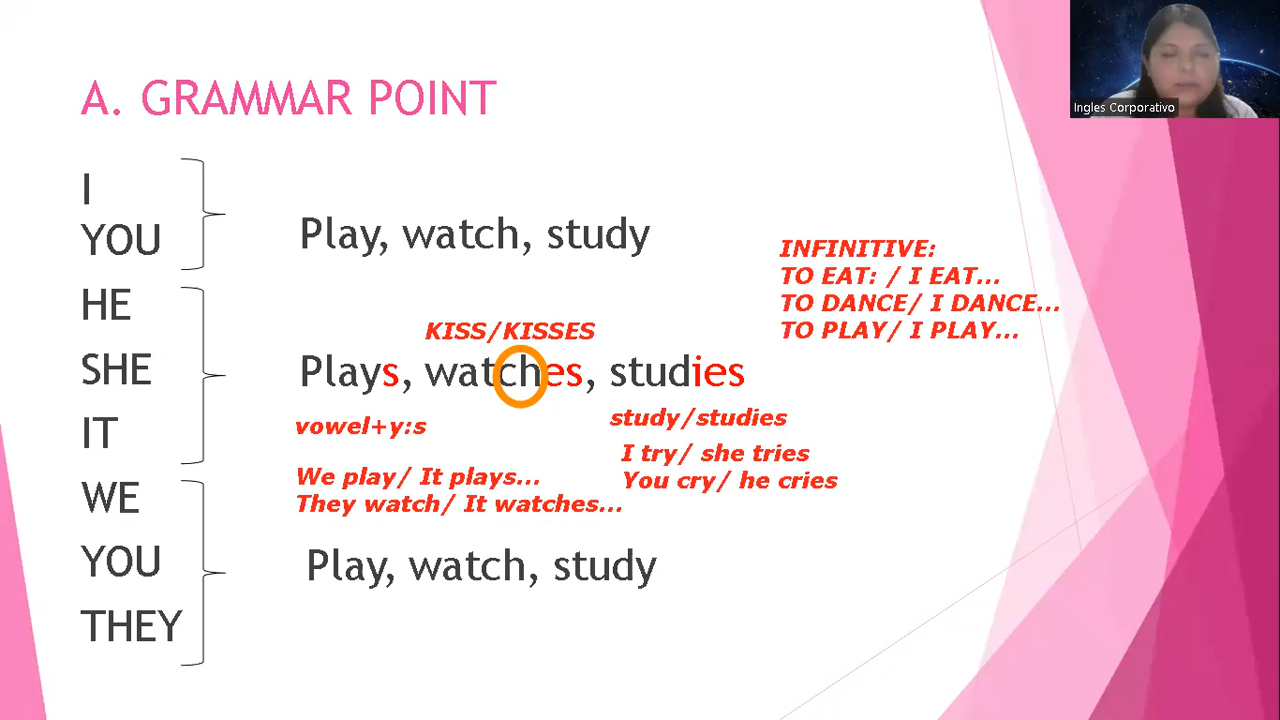 A. GRAMMAR POINT
Ingles Corporativo
I
YOU
Play, watch, study
INFINITIVE:
TO EAT: / I EAT...
TO DANCE/ I DANCE...
TO PLAY/ I PLAY...
HE
SHE
IT
KISS/KISSES
Plays, watches, studies
vowel+y:s
study/studies
I try/ she tries
You cry/ he cries
We play/ It plays...
They watch/ It watches...
WE
YOU
THEY
Play, watch, study